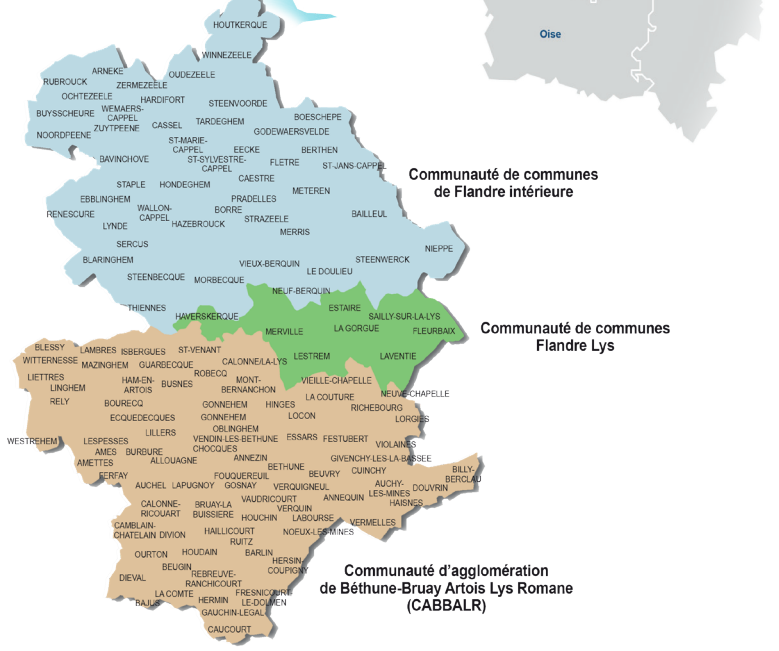 HOUTKERQUE
Oise
WINNEZEELE
ARNEKE
OUDEZEELE
RUBROUCK
ZERMEZEELE
OCHTEZEELE
HARDIFORT
STEENVOORDE
BUYSSCHEURE
WEMAERS-
CAPPEL
TARDEGHEM
BOESCHEPE
ZUYTPEENE
CASSEL
GODEWAERSVELDE
NOORDPEENE
ST-MARIE-
CAPPEL
EECKE
BERTHEN
BAVINCHOVE
ST-SYLVESTRE-
CAPPEL
FLETRE
ST-JANS-CAPPEL
Communauté de communes
de Flandre intérieure
CAESTRE
STAPLE
HONDEGHEM
METEREN
EBBLINGHEM
PRADELLES
RENESCURE
WALLON-
CAPPEL
BORRE
BAILLEUL
LYNDE
HAZEBROUCK
STRAZEELE
MERRIS
SERCUS
NIEPPE
BLARINGHEM
VIEUX-BERQUIN
STEENWERCK
LE DOULIEU
STEENBECQUE
MORBECQUE
NEUF-BERQUIN
THIENNES
HAVERSKERQUE
ESTAIRE
SAILLY-SUR-LA-LYS
MERVILLE
LA GORGUE
FLEURBAIX
Communauté de communes
Flandre Lys
BLESSY
LAMBRES
ISBERGUES
ST-VENANT
LESTREM
LAVENTIE
WITTERNESSE
MAZINGHEM
GUARBECQUE
CALONNE/LA-LYS
LIETTRES
ROBECQ
HAM-EN-
ARTOIS
BUSNES
MONT-
BERNANCHON
VIEILLE-CHAPELLE
LINGHEM
RELY
LA COUTURE
NEUVE-CHAPELLE
BOURECQ
GONNEHEM
HINGES
RICHEBOURG
ECQUEDECQUES
GONNEHEM
LOCON
LORGIES
OBLINGHEM
LILLERS
VENDIN-LES-BETHUNE
ESSARS
FESTUBERT
WESTREHEM
LESPESSES
VIOLAINES
AMES
BURBURE
CHOCQUES
AMETTES
ALLOUAGNE
ANNEZIN
GIVENCHY-LES-LA-BASSEE
FERFAY
BETHUNE
CUINCHY
BILLY-
BERCLAU
FOUQUEREUIL
BEUVRY
AUCHEL
LAPUGNOY
GOSNAY
VERQUIGNEUL
AUCHY-
LES-MINES
DOUVRIN
VAUDRICOURT
ANNEQUIN
HAISNES
CALONNE-
RICOUART
BRUAY-LA
BUISSIERE
VERQUIN
HOUCHIN
LABOURSE
VERMELLES
CAMBLAIN-
CHATELAIN
DIVION
HAILLICOURT
NOEUX-LES-MINES
RUITZ
OURTON
HOUDAIN
BARLIN
HERSIN-
COUPIGNY
BEUGIN
DIEVAL
REBREUVE-
RANCHICOURT
Communauté d'agglomération
de Béthune-Bruay Artois Lys Romane
(CABBALR)
LA COMTE
FRESNICOURT
LE-DOLMEN
BAJUS
HERMIN
GAUCHIN-LEGAL
CAUCOURT